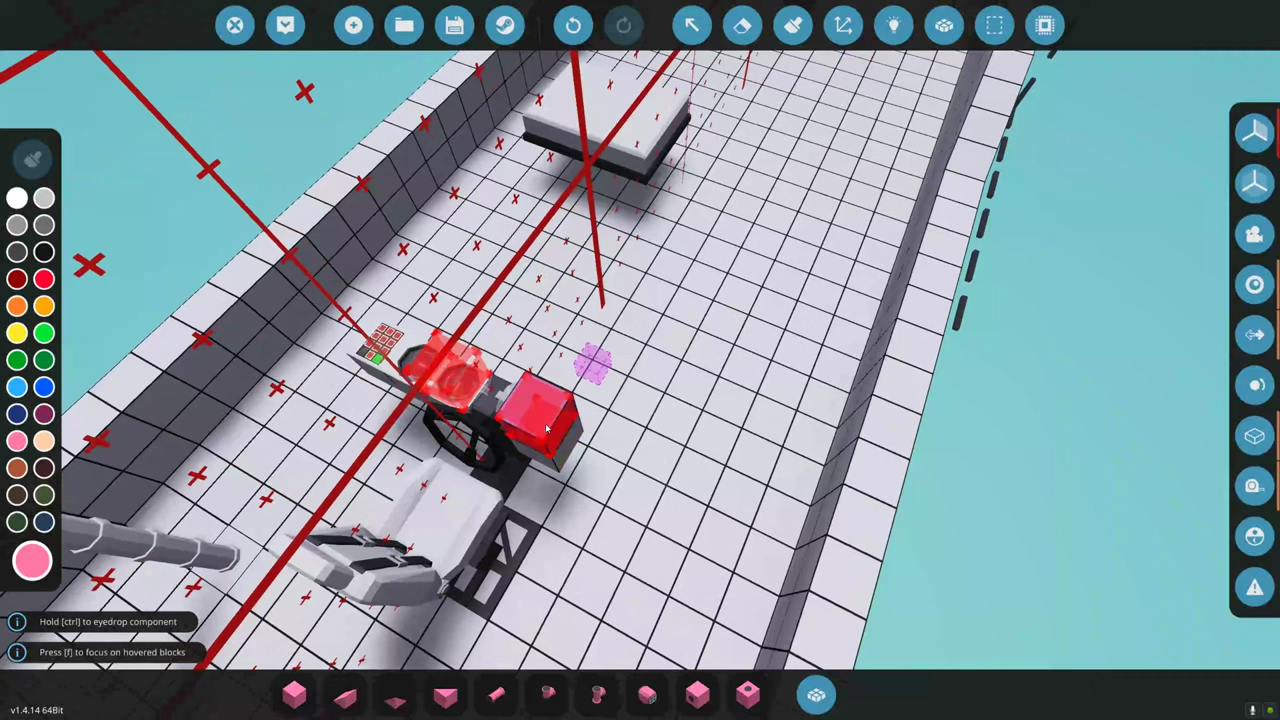 Hold [ctrl] to eyedrop component
Press [f] to focus on hovered blocks
v1.4.14 64Bit